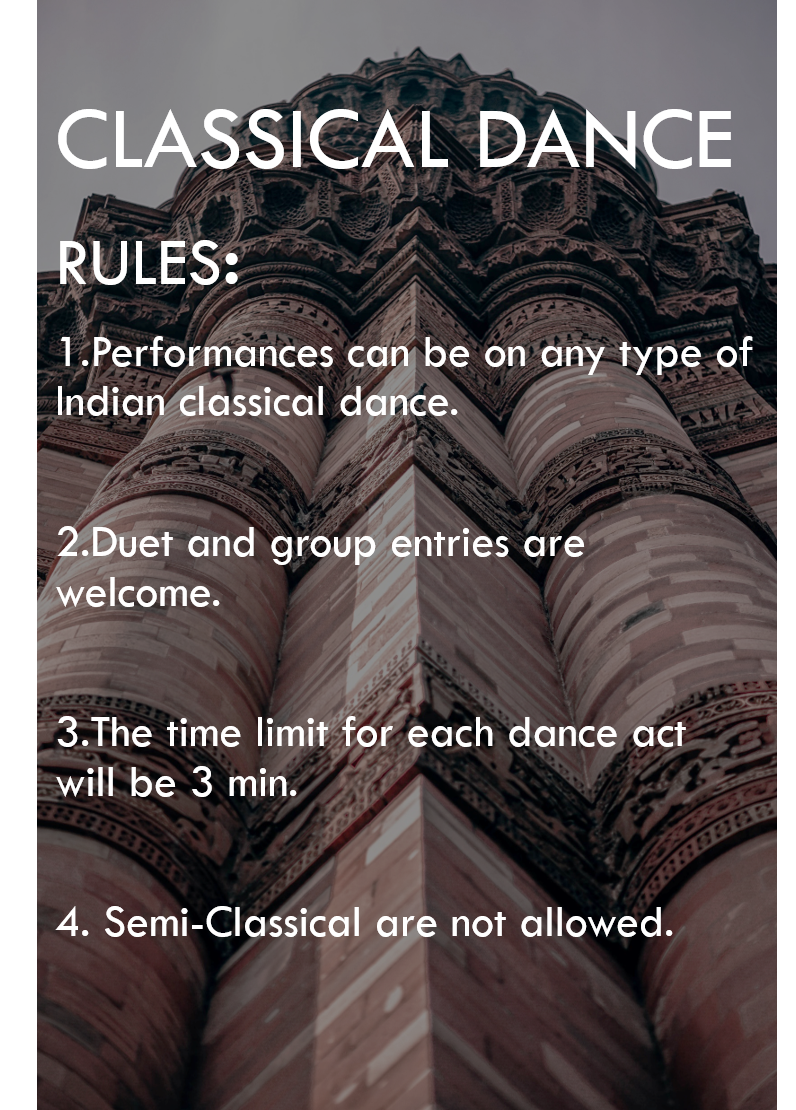 CLASSICAL DANCE
RULES:
1.Performances can be on any type of
Indian classical dance.
2.Duet and group entries are
welcome.
3.The time limit for each dance act
will be 3 min.
4. Semi-Classical are not allowed.